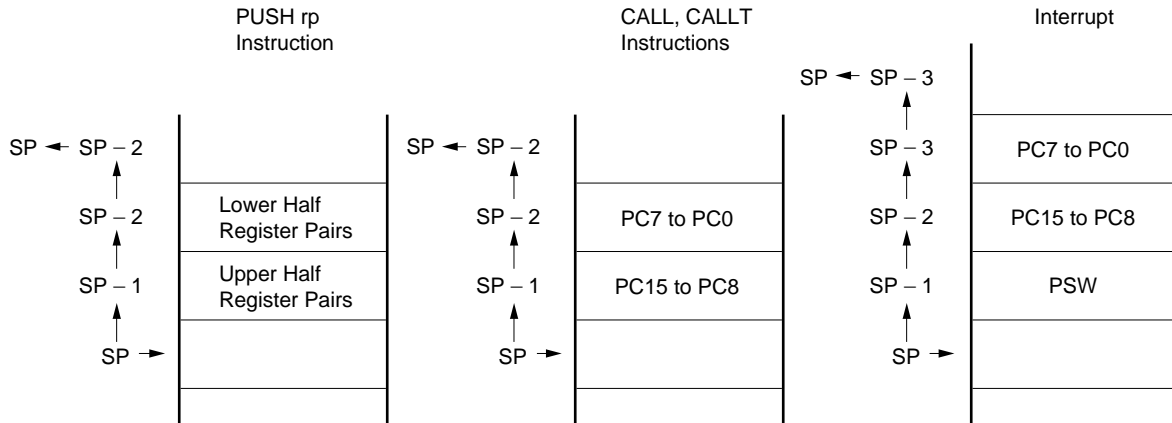 PUSH rp
Instruction
SP SP – 2
SP – 2
SP – 1
SP
Lower Half
Register Pairs
Upper Half
Register Pairs
CALL, CALLT
Instructions
SP SP – 2
SP – 2
SP – 1
SP
PC7 to PC0
PC15 to PC8
Interrupt
SP SP – 3
SP – 3
SP – 2
SP – 1
SP
PC7 to PC0
PC15 to PC8
PSW